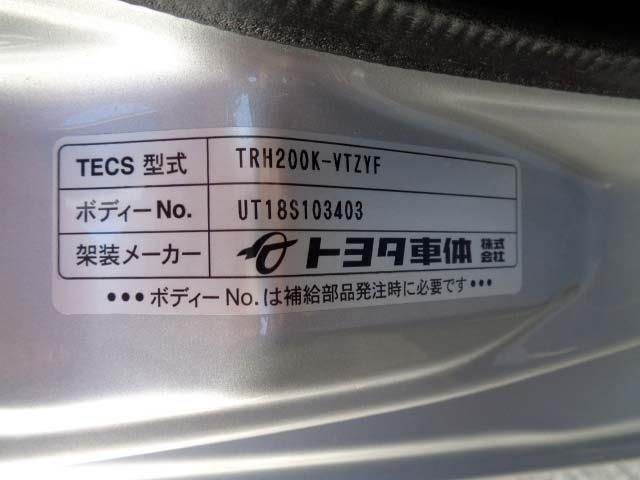 TECS 型式 TRH200K-VTZYF
ボディーNo. UT18S103403
架装メーカー トヨタ車体 株式会社
•••ボディーNo.は補給部品発注時に必要です•••